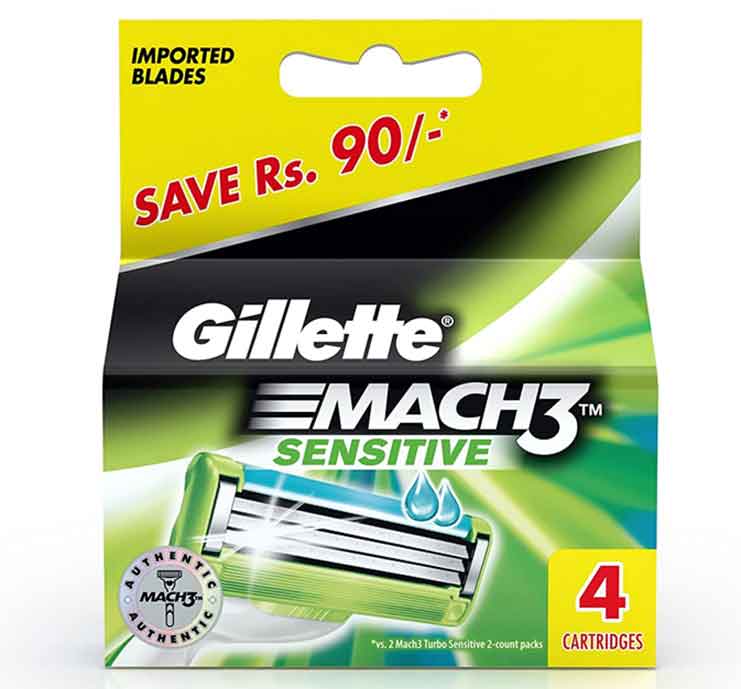 IMPORTED
BLADES
SAVE Rs. 90/-*
Gillette®
MACH3™
SENSITIVE
AUTHENTIC
MACH3™
AUTHENTIC
*vs. 2 Mach3 Turbo Sensitive 2-count packs
4
CARTRIDGES